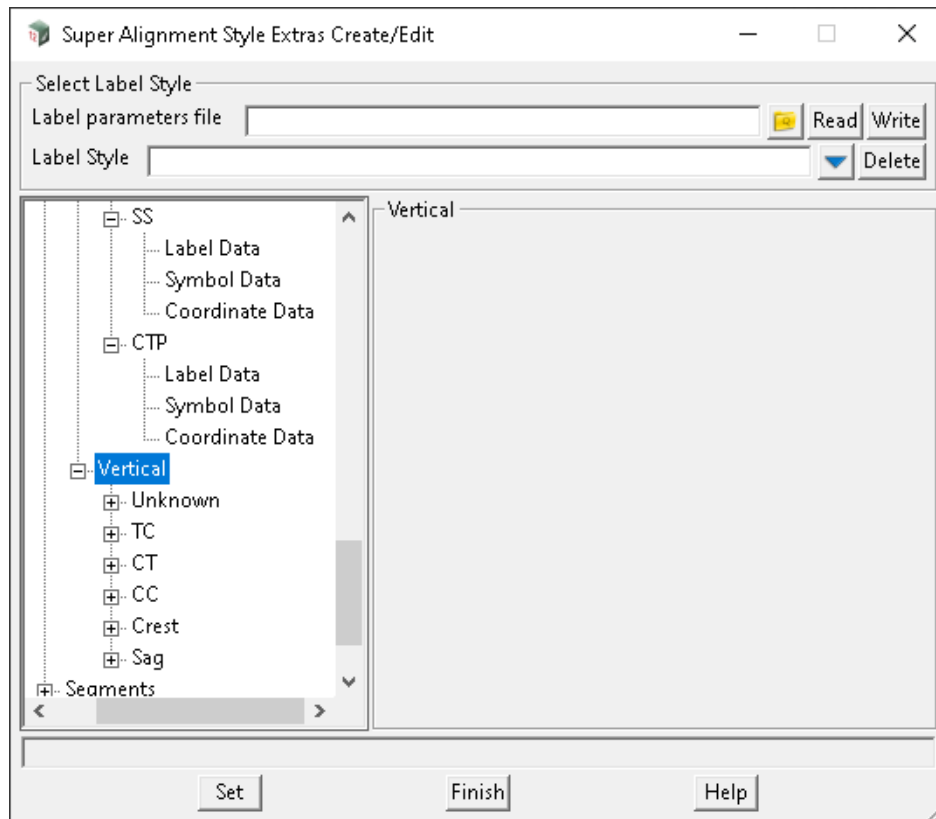 Super Alignment Style Extras Create/Edit
Select Label Style
Label parameters file Read Write
Label Style Delete
SS
Label Data
Symbol Data
Coordinate Data
CTP
Label Data
Symbol Data
Coordinate Data
Vertical
Unknown
TC
CT
CC
Crest
Sag
Segments
Vertical
Set Finish Help